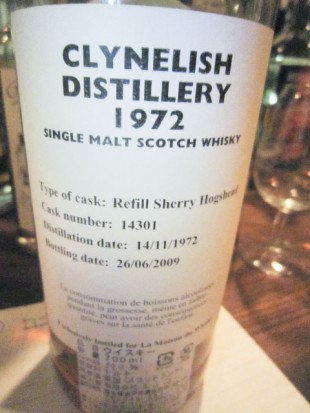 CLYNELISH
DISTILLERY
1972
SINGLE MALT SCOTCH WHISKY
Type of cask: Refill Sherry Hogshead
Cask number: 14301
Distillation date: 14/11/1972
Bottling date: 26/06/2009
La consommation de boissons alcoolisées
pendant la grossesse, même en faible
quantité, peut avoir des conséquences
graves sur la santé de l'enfant.
bottled for La Maison du
ウイスキー
700ml